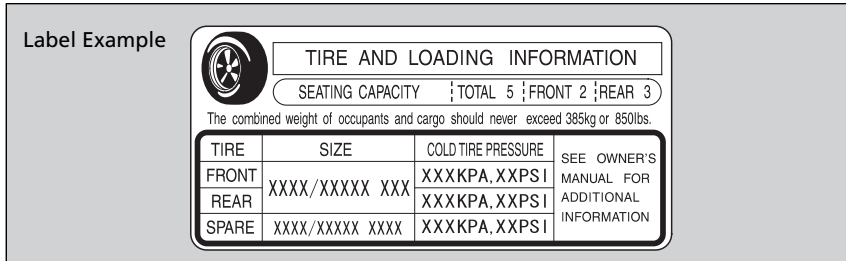 Label Example
TIRE AND LOADING INFORMATION
SEATING CAPACITY TOTAL 5 FRONT 2 REAR 3
The combined weight of occupants and cargo should never exceed 385kg or 850lbs.
TIRE SIZE COLD TIRE PRESSURE
FRONT XXXX/XXXXX XXX XXXKPA,XXPSI
REAR XXXKPA,XXPSI
SPARE XXXX/XXXXX XXXX XXXKPA,XXPSI
SEE OWNER'S
MANUAL FOR
ADDITIONAL
INFORMATION